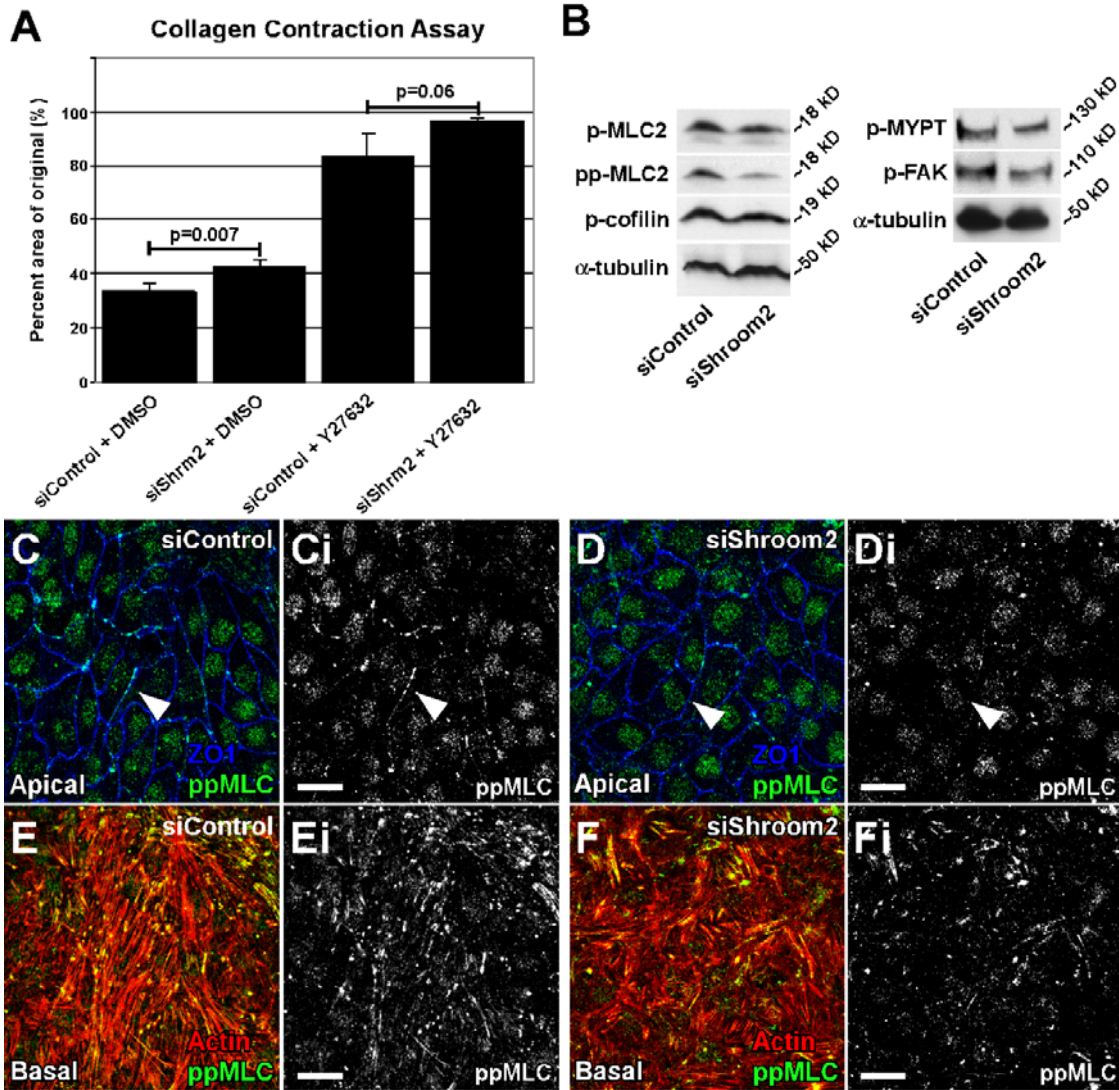 A
Collagen Contraction Assay
Percent area of original (%)
100
80
60
40
20
0
p=0.007
p=0.06
siControl + DMSO
siShrm2 + DMSO
siControl + Y27632
siShrm2 + Y27632
B
p-MLC2
~18 kD
pp-MLC2
~18 kD
p-cofilin
~19 kD
α-tubulin
~50 kD
siControl
siShroom2
p-MYPT
~130 kD
p-FAK
~110 kD
α-tubulin
~50 kD
siControl
siShroom2
C
siControl
Apical
ZO1
ppMLC
Ci
ppMLC
D
siShroom2
Apical
ZO1
ppMLC
Di
ppMLC
E
siControl
Basal
Actin
ppMLC
Ei
ppMLC
F
siShroom2
Basal
Actin
ppMLC
Fi
ppMLC